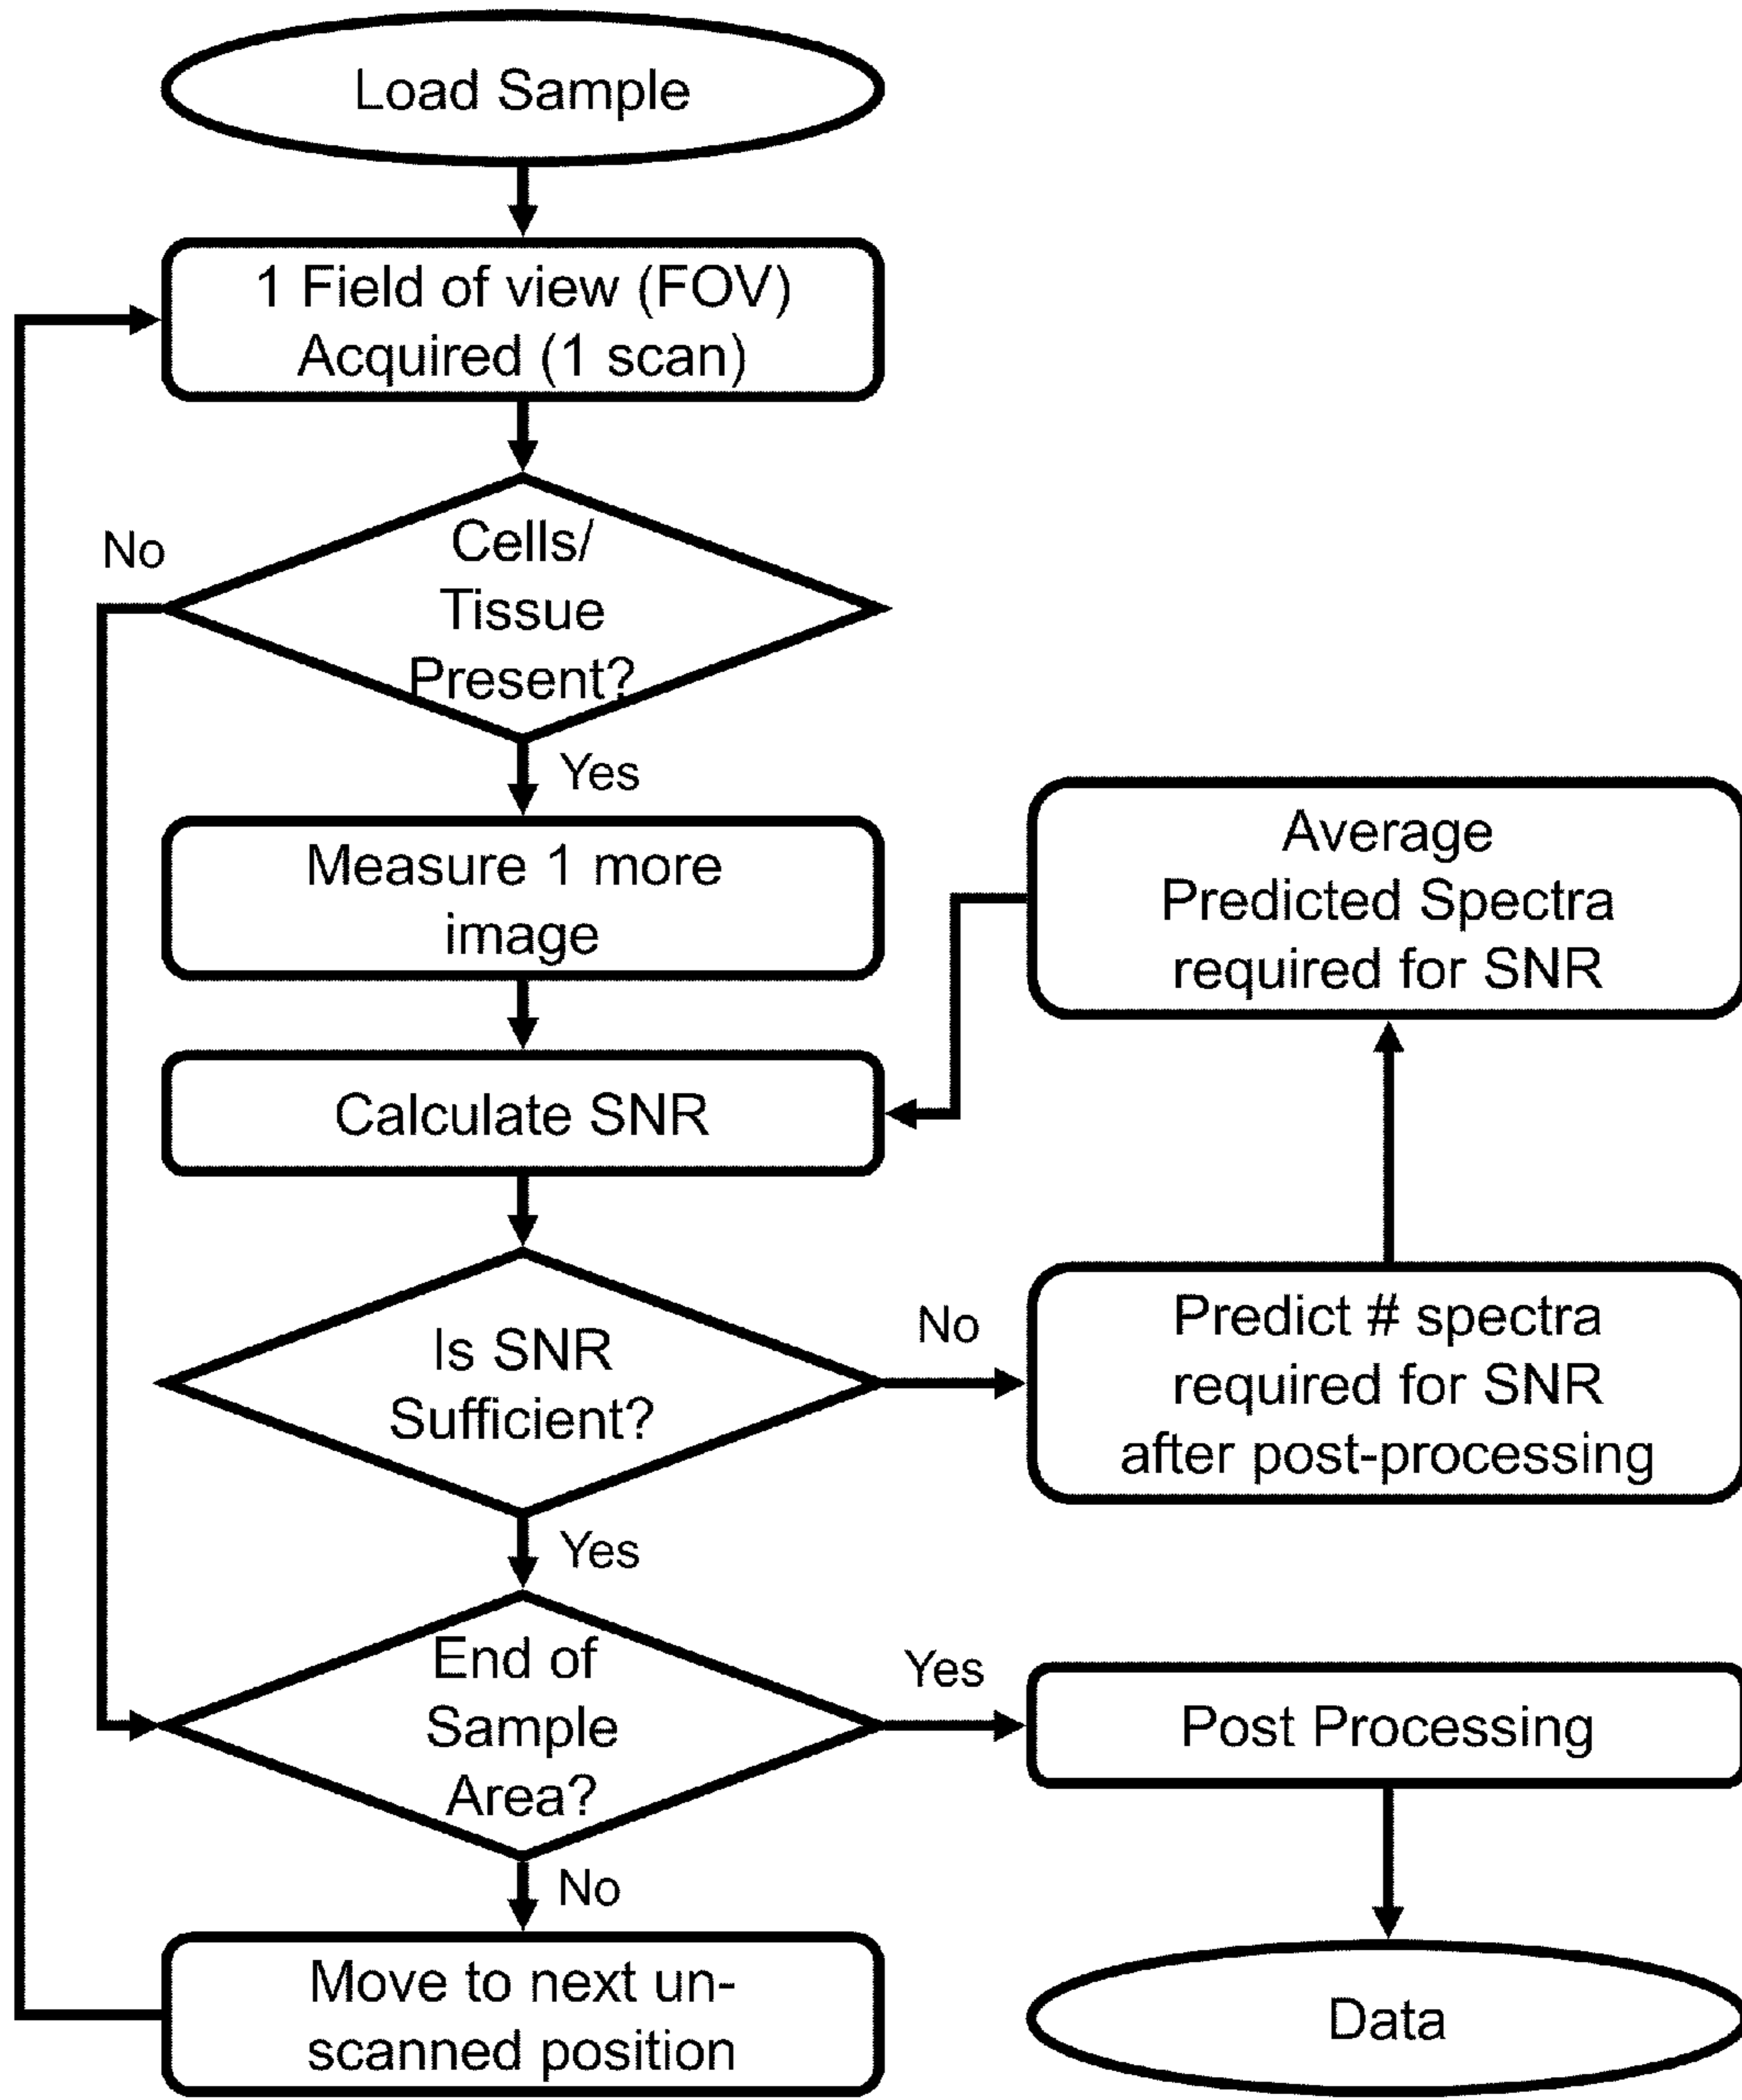 Load Sample
1 Field of view (FOV)
Acquired (1 scan)
No
Cells/
Tissue
Present?
Yes
Measure 1 more
image
Average
Predicted Spectra
required for SNR
Calculate SNR
Is SNR
Sufficient?
No
Predict # spectra
required for SNR
after post-processing
Yes
End of
Sample
Area?
Yes
Post Processing
No
Move to next un-
scanned position
Data